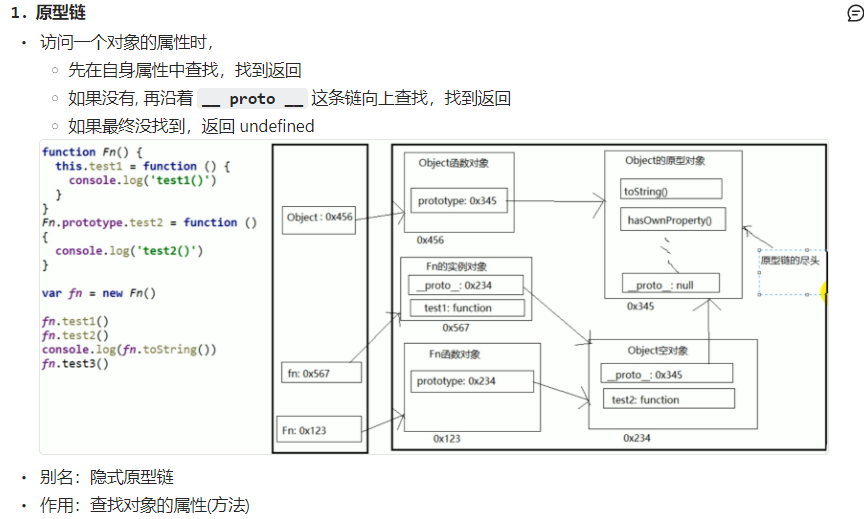 1. 原型链
• 访问一个对象的属性时,
○ 先在自身属性中查找，找到返回
○ 如果没有, 再沿着 __ proto __ 这条链向上查找，找到返回
○ 如果最终没找到，返回 undefined
function Fn() {
this.test1 = function () {
console.log('test1()')
}
}
Fn.prototype.test2 = function ()
{
console.log('test2()')
}
var fn = new Fn()
fn.test1()
fn.test2()
console.log(fn.toString())
fn.test3()
Object : 0x456
fn: 0x567
Fn: 0x123
Object函数对象
prototype: 0x345
0x456
Fn的实例对象
__proto__: 0x234
test1: function
0x567
Fn函数对象
prototype: 0x234
0x123
Object的原型对象
toString()
hasOwnProperty()
__proto__: null
0x345
原型链的尽头
Object空对象
__proto__: 0x345
test2: function
0x234
• 别名：隐式原型链
• 作用：查找对象的属性(方法)